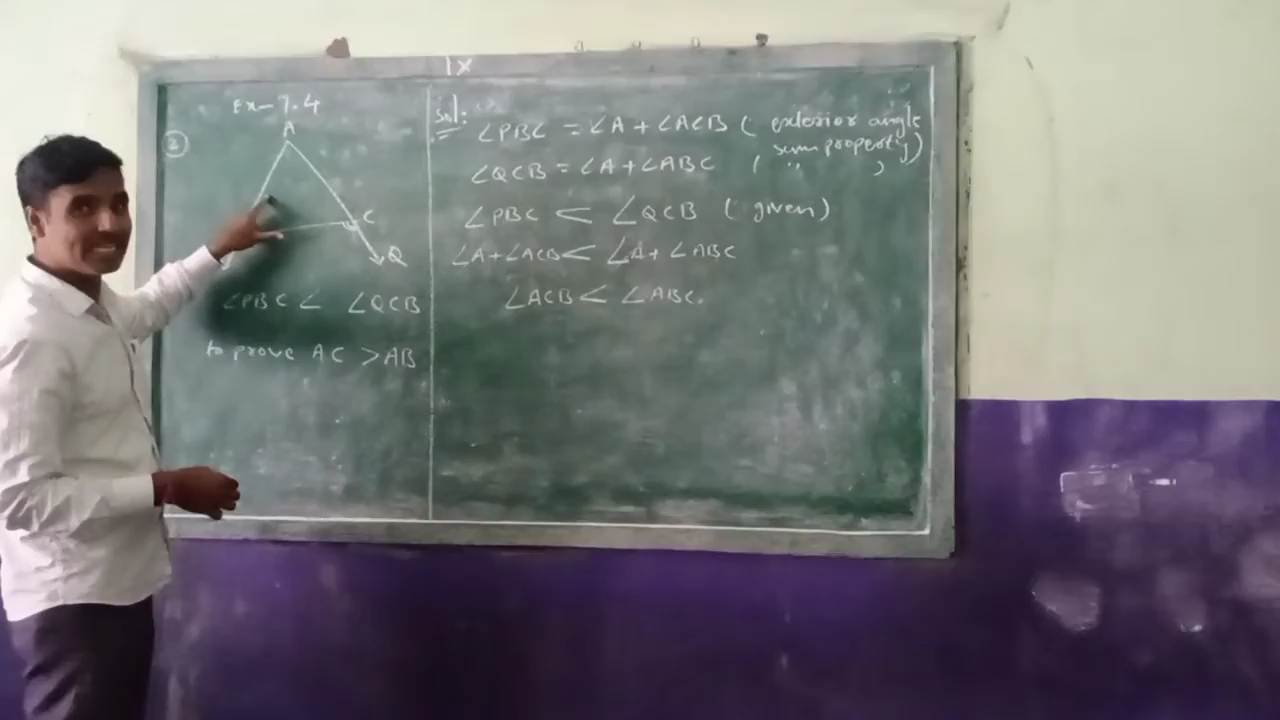 IX
Ex-7.4
②
A
C
Q
∠PBC < ∠QCB
to prove AC > AB
Sol:
∠PBC = ∠A + ∠ACB ( exterior angle
sum property)
∠QCB = ∠A + ∠ABC ( " )
∠PBC < ∠QCB ( given)
∠A + ∠ACB < ∠A + ∠ABC
∠ACB < ∠ABC.